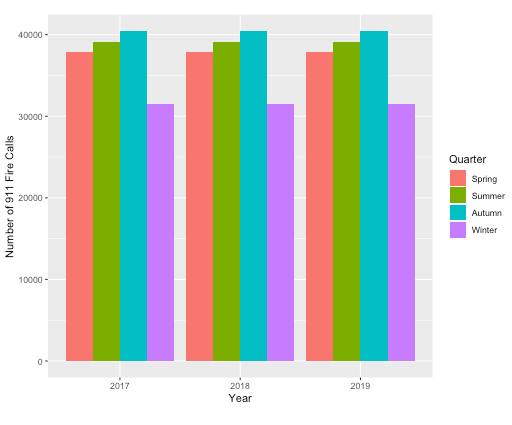 40000
30000
20000
10000
0
Number of 911 Fire Calls
2017 2018 2019
Year
Quarter
Spring
Summer
Autumn
Winter